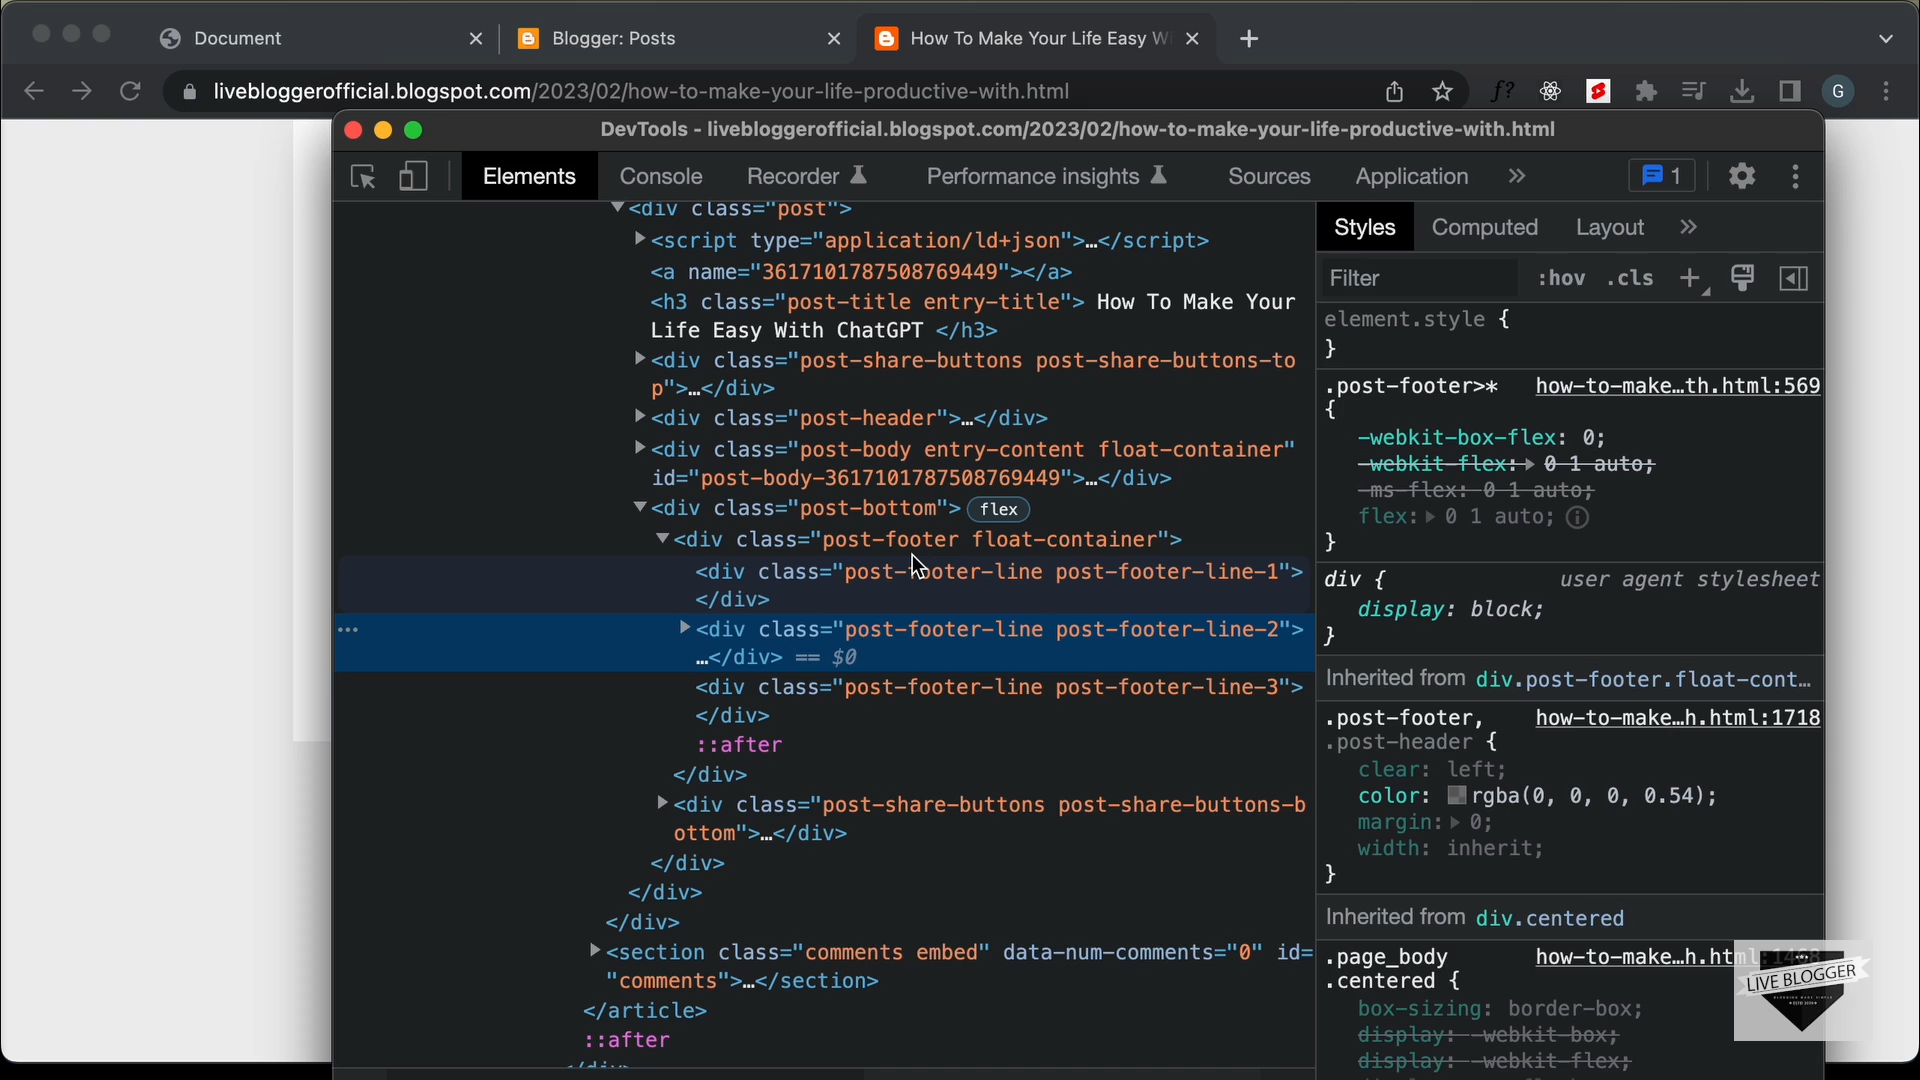 Document
Blogger: Posts
How To Make Your Life Easy Wi
livebloggerofficial.blogspot.com/2023/02/how-to-make-your-life-productive-with.html
f?
G
DevTools - livebloggerofficial.blogspot.com/2023/02/how-to-make-your-life-productive-with.html
Elements
Console
Recorder
Performance insights
Sources
Application
»
1
<div class="post">
<script type="application/ld+json">…</script>
<a name="3617101787508769449"></a>
<h3 class="post-title entry-title"> How To Make Your
Life Easy With ChatGPT </h3>
<div class="post-share-buttons post-share-buttons-to
p">…</div>
<div class="post-header">…</div>
<div class="post-body entry-content float-container"
id="post-body-3617101787508769449">…</div>
<div class="post-bottom"> flex
<div class="post-footer float-container">
<div class="post-footer-line post-footer-line-1">
</div>
<div class="post-footer-line post-footer-line-2">
…</div> == $0
<div class="post-footer-line post-footer-line-3">
</div>
::after
</div>
<div class="post-share-buttons post-share-buttons-b
ottom">…</div>
</div>
</div>
</div>
<section class="comments embed" data-num-comments="0" id=
"comments">…</section>
</article>
::after
Styles
Computed
Layout
»
Filter
:hov
.cls
element.style {
}
.post-footer>* how-to-make…th.html:569
{
-webkit-box-flex: 0;
-webkit-flex: 0 1 auto;
-ms-flex: 0 1 auto;
flex: 0 1 auto;
}
div { user agent stylesheet
display: block;
}
Inherited from div.post-footer.float-cont…
.post-footer, how-to-make…h.html:1718
.post-header {
clear: left;
color: rgba(0, 0, 0, 0.54);
margin: 0;
width: inherit;
}
Inherited from div.centered
.page_body how-to-make…h.html:1468
.centered {
box-sizing: border-box;
display: -webkit-box;
display: -webkit-flex;
LIVE BLOGGER